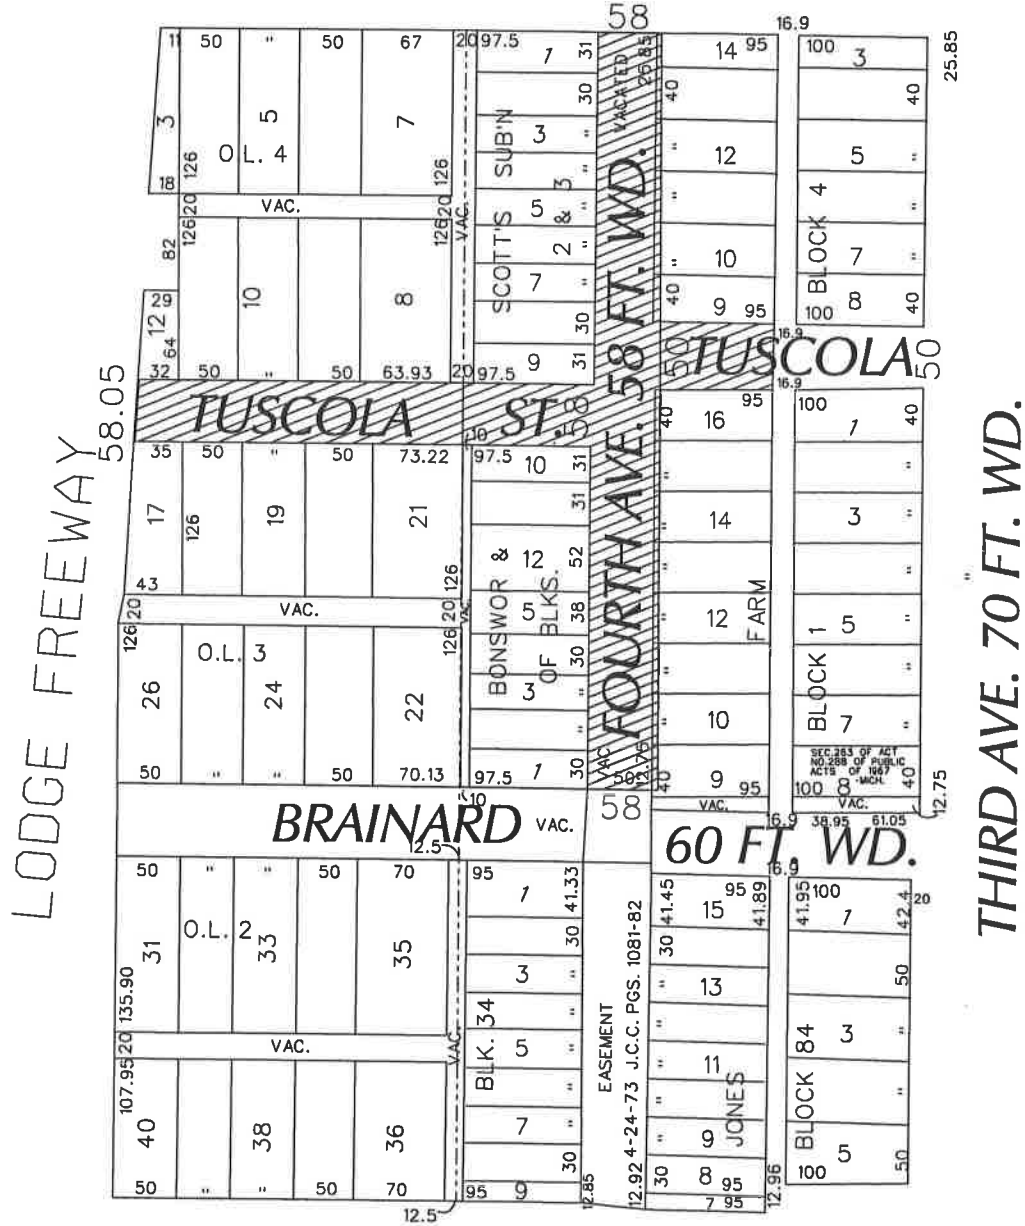 58
16.9
11 50 " 50 67 20 97.5 1 31
VACATED
26.85
14 95
100 3
25.85
3 5 7
126 O.L. 4 126
18
SCOTT'S SUB'N
30
3 "
5 "
2 & 3
"
7 "
30
9 31
40
12 "
"
10 "
40
9 95
40
5 "
BLOCK 4
7 "
100 8 40
VAC.
20 126
126 20
VAC.
82
29
12
64
32
10 8
50 " 50 63.93 20 97.5
58.05
TUSCOLA ST. 58
FOURTH AVE. 58 FT. WD.
16.9
50 TUSCOLA 50
16.9
LODGE FREEWAY
35 50 " 50 73.22
10
97.5 10 31
31
17 126 19 21 126
43
12 52
BONSWOR &
OF BLKS.
5 38
30
3 "
97.5 1 30
16 95
40
"
14 "
"
12 "
"
10 "
40
9 95
FARM
100 1 40
"
3 "
"
5 "
BLOCK 1
"
7 "
SEC.263 OF ACT
NO.288 OF PUBLIC
ACTS OF 1967
-MICH.
100 8 40
126 20 VAC. 20 126
VAC.
O.L. 3
26 24 22
50 " " 50 70.13
VAC
50
12.75
58
VAC.
VAC.
12.75
38.95 61.05
16.9
10
BRAINARD VAC. 60 FT. WD.
12.5
16.9
THIRD AVE. 70 FT. WD.
"
50 " " 50 70
O.L. 2
31 33 35
135.90
107.95 20 VAC.
VAC.
40 38 36
50 " " 50 70
12.5
95 1 41.33
30
3 "
BLK. 34
"
5 "
"
7 "
30
95 9
12.85
EASEMENT
4-24-73 J.C.C. PGS. 1081-82
12.92
41.45 15 95 41.89
30
13 "
"
11 "
"
9 "
30 8 95
7 95
12.96
JONES
41.95 100 1 42.4 20
50
3 "
BLOCK 84
"
100 5 50